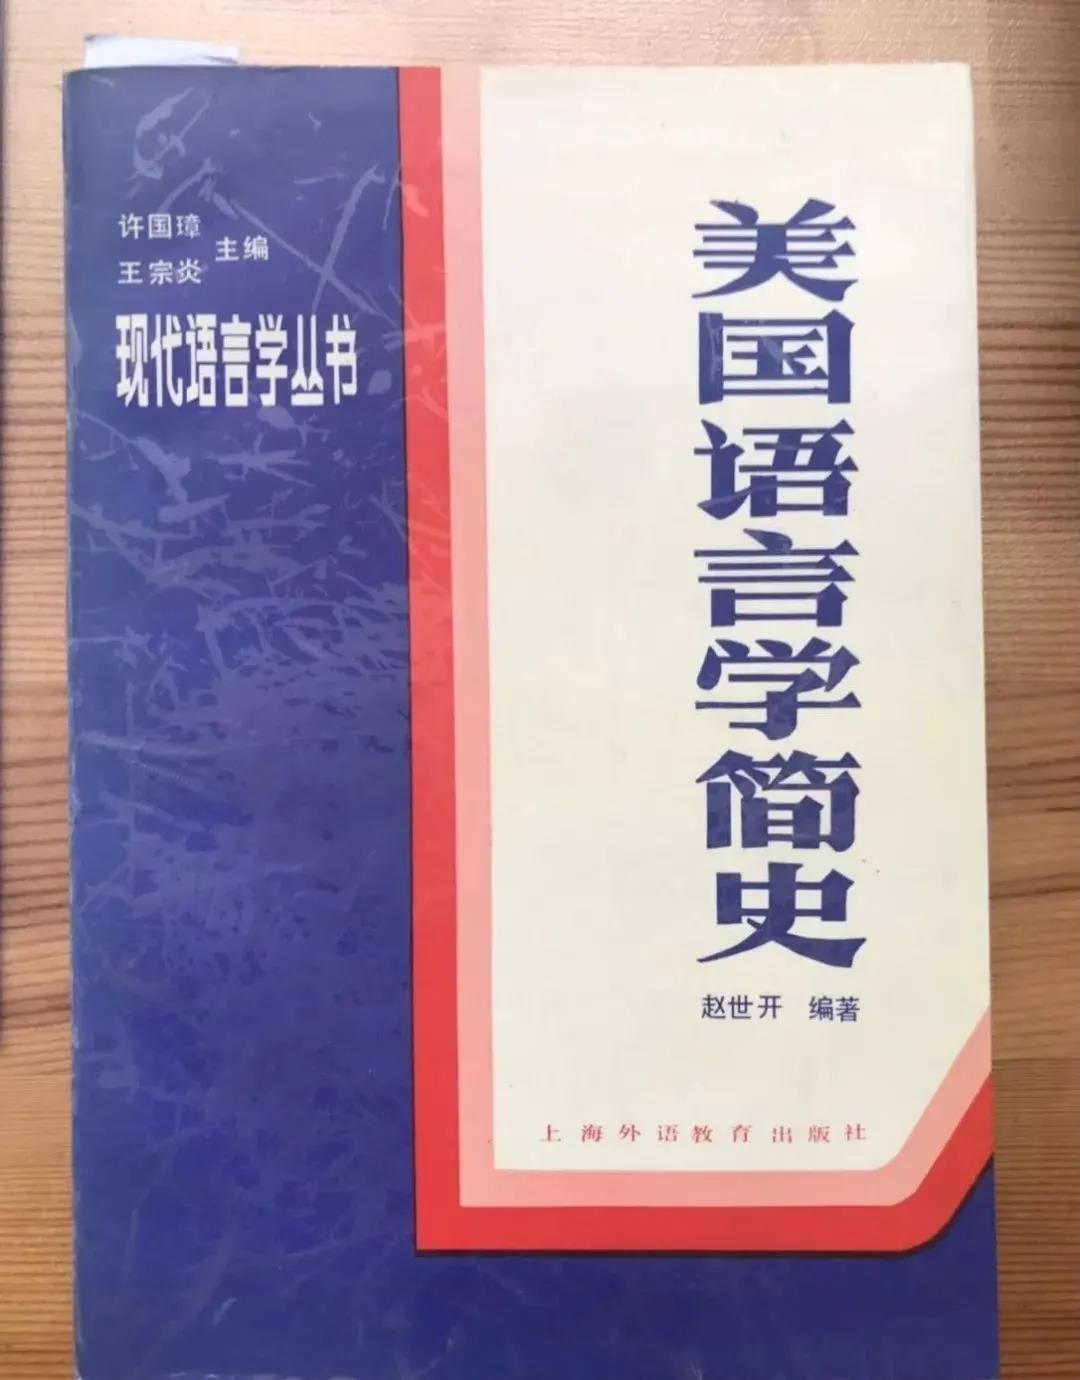 许国璋
王宗炎 主编
现代语言学丛书
美国语言学简史
赵世开 编著
上海外语教育出版社